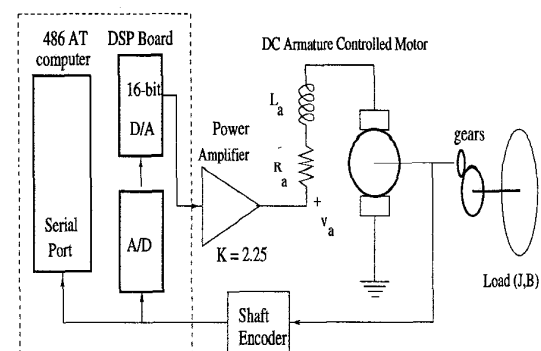 486 AT
computer
DSP Board
16-bit
D/A
A/D
Serial
Port
Power
Amplifier
K = 2.25
DC Armature Controlled Motor
L a
R a
+
v a
gears
Load (J,B)
Shaft
Encoder